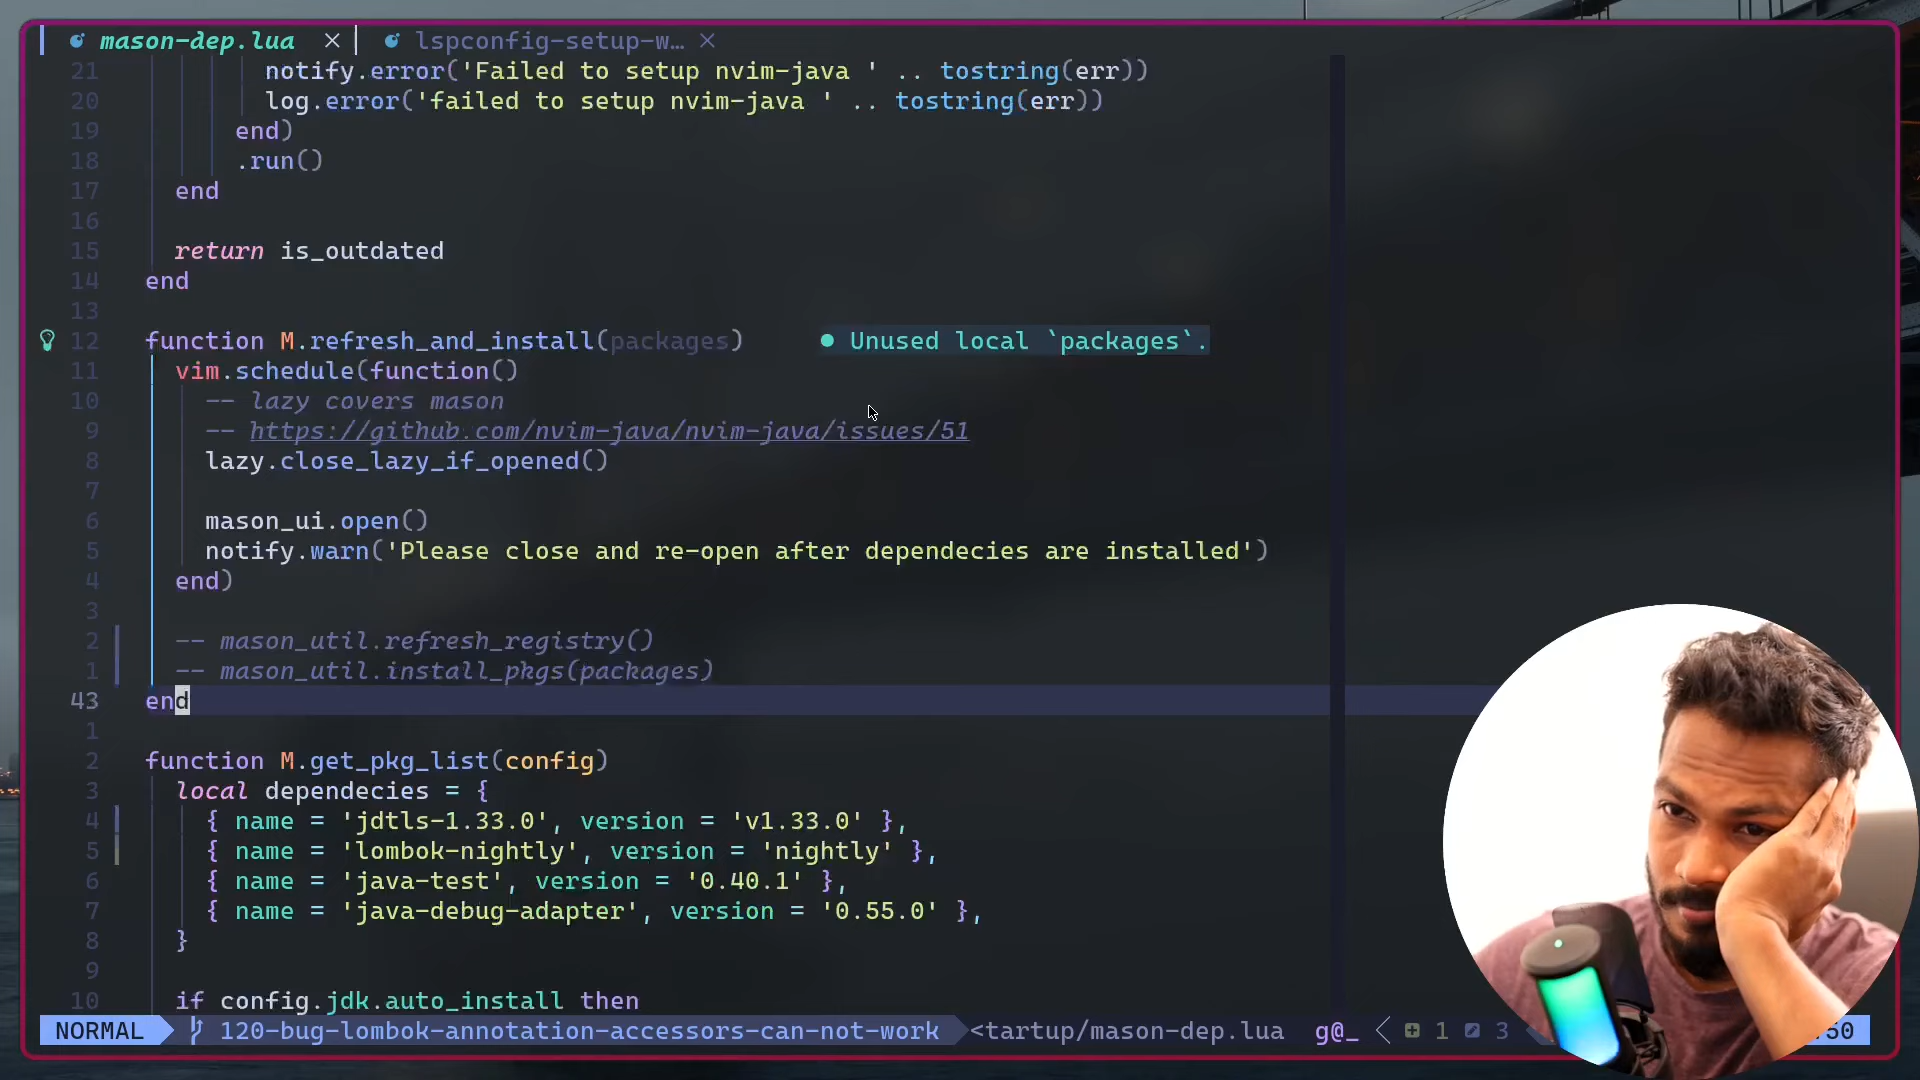 mason-dep.lua × lspconfig-setup-w… ×
21 notify.error('Failed to setup nvim-java ' .. tostring(err))
20 log.error('failed to setup nvim-java ' .. tostring(err))
19 end)
18 .run()
17 end
16
15 return is_outdated
14 end
13
12 function M.refresh_and_install(packages) ● Unused local `packages`.
11 vim.schedule(function()
10 -- lazy covers mason
9 -- https://github.com/nvim-java/nvim-java/issues/51
8 lazy.close_lazy_if_opened()
7
6 mason_ui.open()
5 notify.warn('Please close and re-open after dependecies are installed')
4 end)
3
2 -- mason_util.refresh_registry()
1 -- mason_util.install_pkgs(packages)
43 end
1
2 function M.get_pkg_list(config)
3 local dependecies = {
4 { name = 'jdtls-1.33.0', version = 'v1.33.0' },
5 { name = 'lombok-nightly', version = 'nightly' },
6 { name = 'java-test', version = '0.40.1' },
7 { name = 'java-debug-adapter', version = '0.55.0' },
8 }
9
10 if config.jdk.auto_install then
NORMAL 120-bug-lombok-annotation-accessors-can-not-work <tartup/mason-dep.lua g@_ 1 3 50